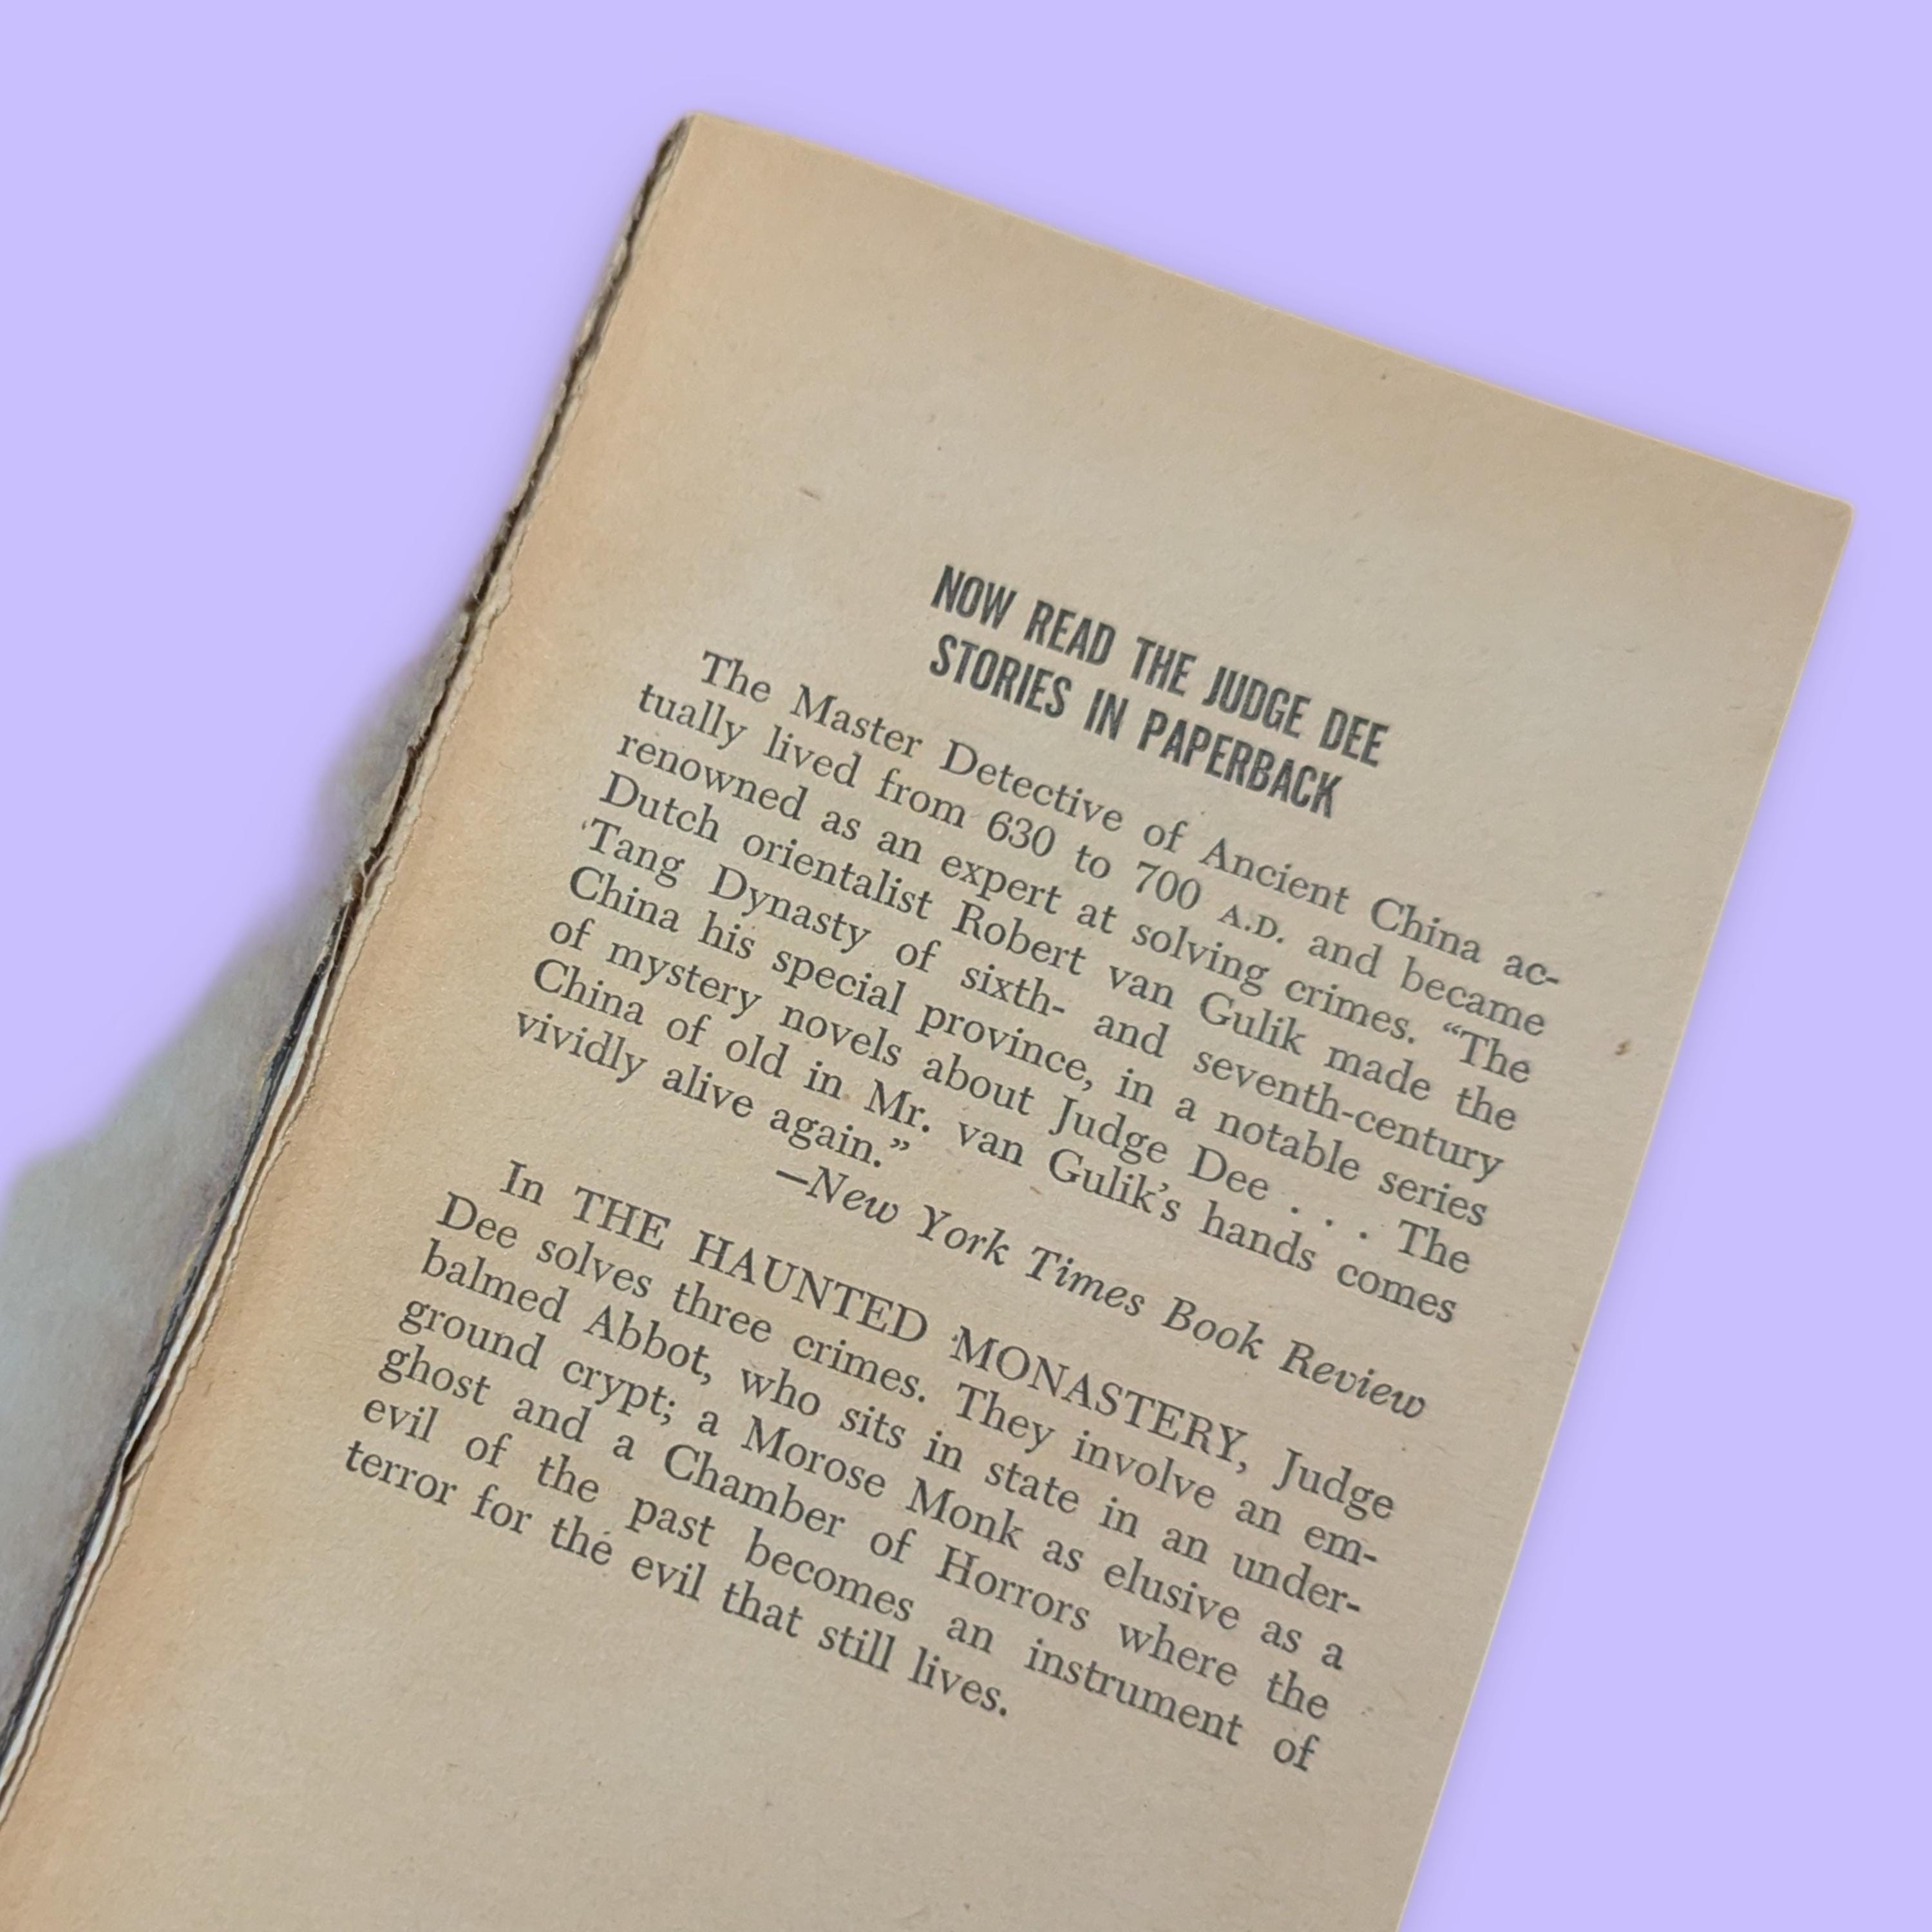 NOW READ THE JUDGE DEE
STORIES IN PAPERBACK
The Master Detective of Ancient China ac-
tually lived from 630 to 700 A.D. and became
renowned as an expert at solving crimes. “The
Dutch orientalist Robert van Gulik made the
‘Tang Dynasty of sixth- and seventh-century
China his special province, in a notable series
of mystery novels about Judge Dee . . . The
China of old in Mr. van Gulik’s hands comes
vividly alive again.”
—New York Times Book Review
In THE HAUNTED MONASTERY, Judge
Dee solves three crimes. They involve an em-
balmed Abbot, who sits in state in an under-
ground crypt; a Morose Monk as elusive as a
ghost and a Chamber of Horrors where the
evil of the past becomes an instrument of
terror for the evil that still lives.